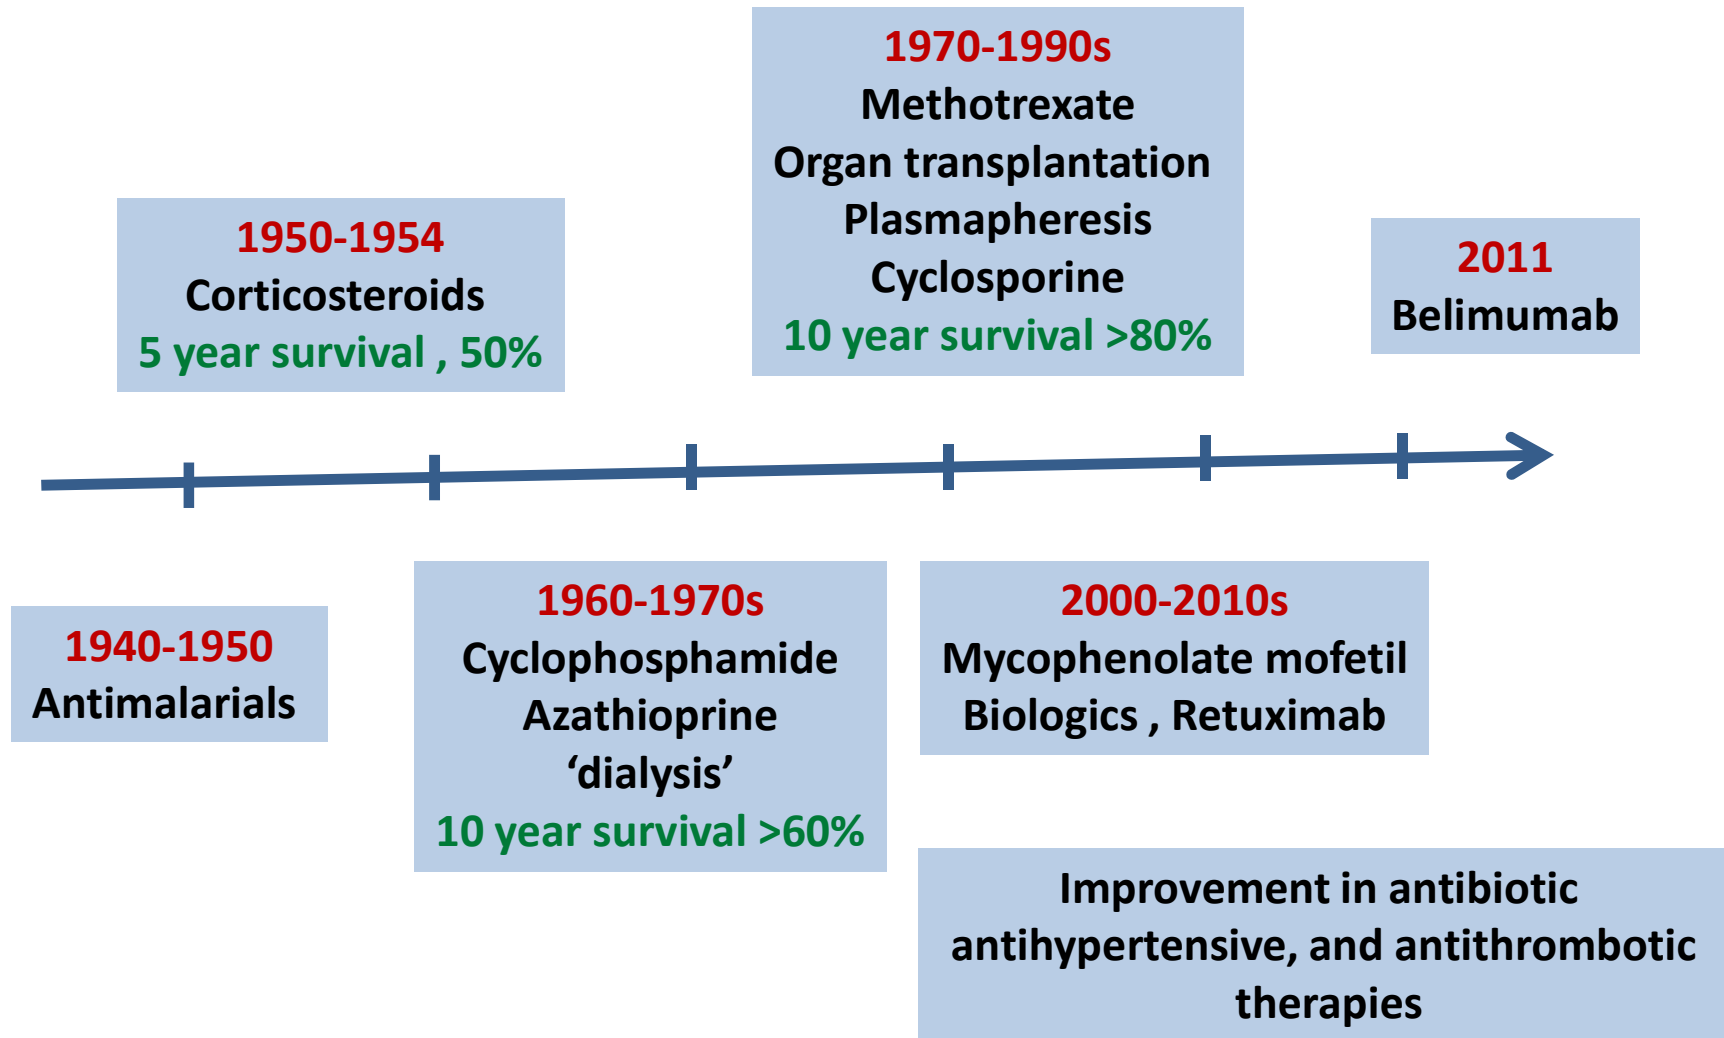 1970-1990s
Methotrexate
Organ transplantation
Plasmapheresis
Cyclosporine
10 year survival >80%
1950-1954
Corticosteroids
5 year survival , 50%
2011
Belimumab
1940-1950
Antimalarials
1960-1970s
Cyclophosphamide
Azathioprine
‘dialysis’
10 year survival >60%
2000-2010s
Mycophenolate mofetil
Biologics , Retuximab
Improvement in antibiotic
antihypertensive, and antithrombotic
therapies